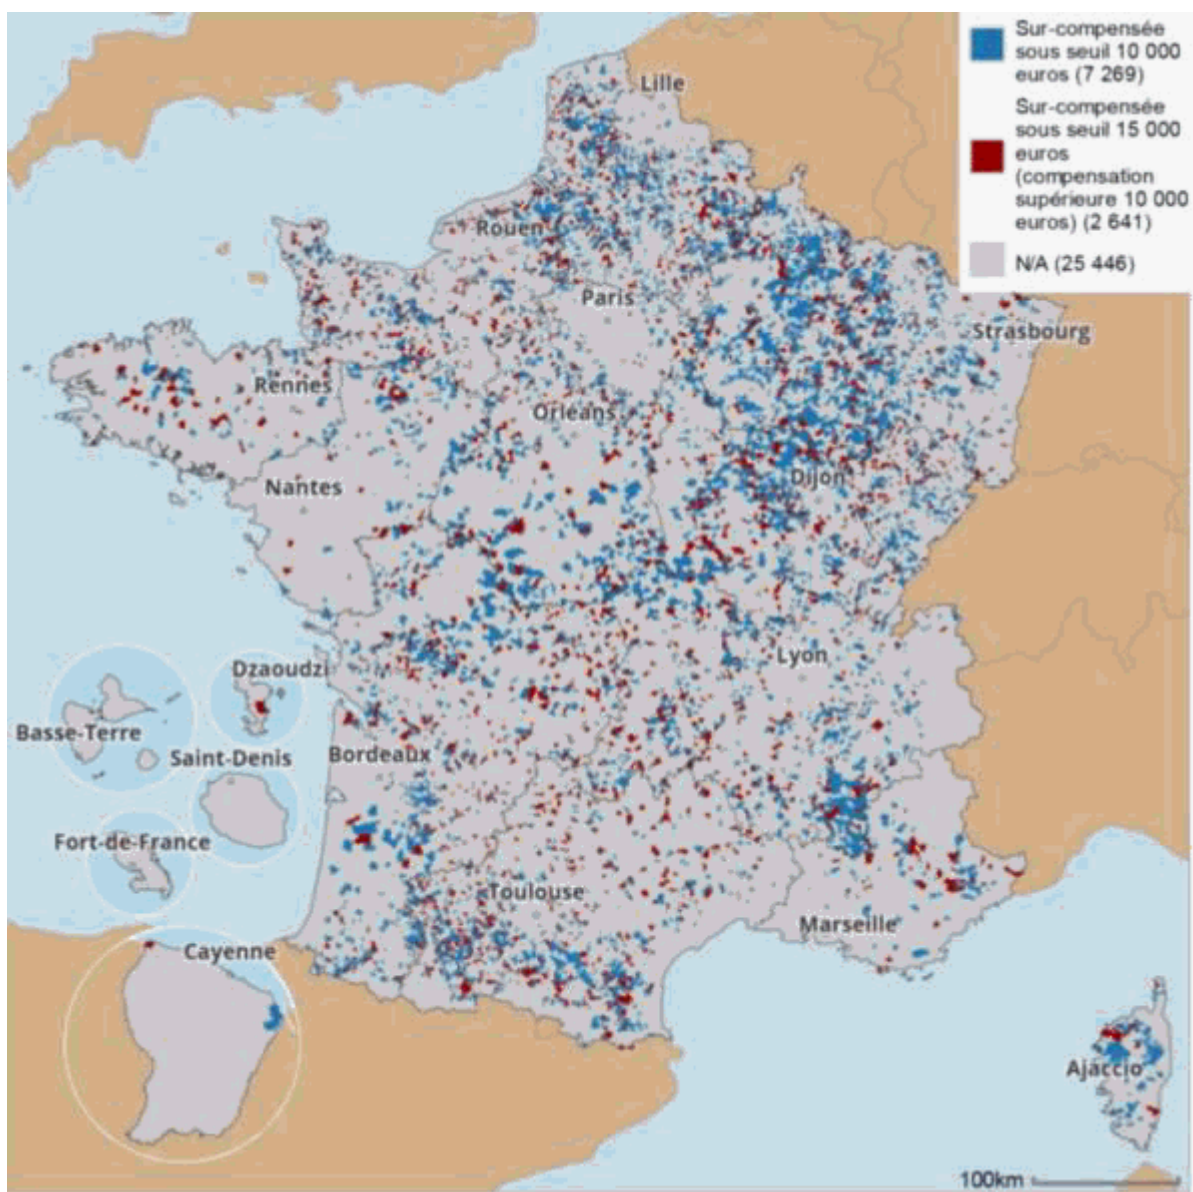 Sur-compensée
sous seuil 10 000
euros (7 269)
Sur-compensée
sous seuil 15 000
euros
(compensation
supérieure 10 000
euros) (2 641)
N/A (25 446)
Lille
Rouen
Paris
Strasbourg
Rennes
Orléans
Dijon
Nantes
Lyon
Dzaoudzi
Basse-Terre
Saint-Denis
Bordeaux
Fort-de-France
Toulouse
Marseille
Cayenne
Ajaccio
100km